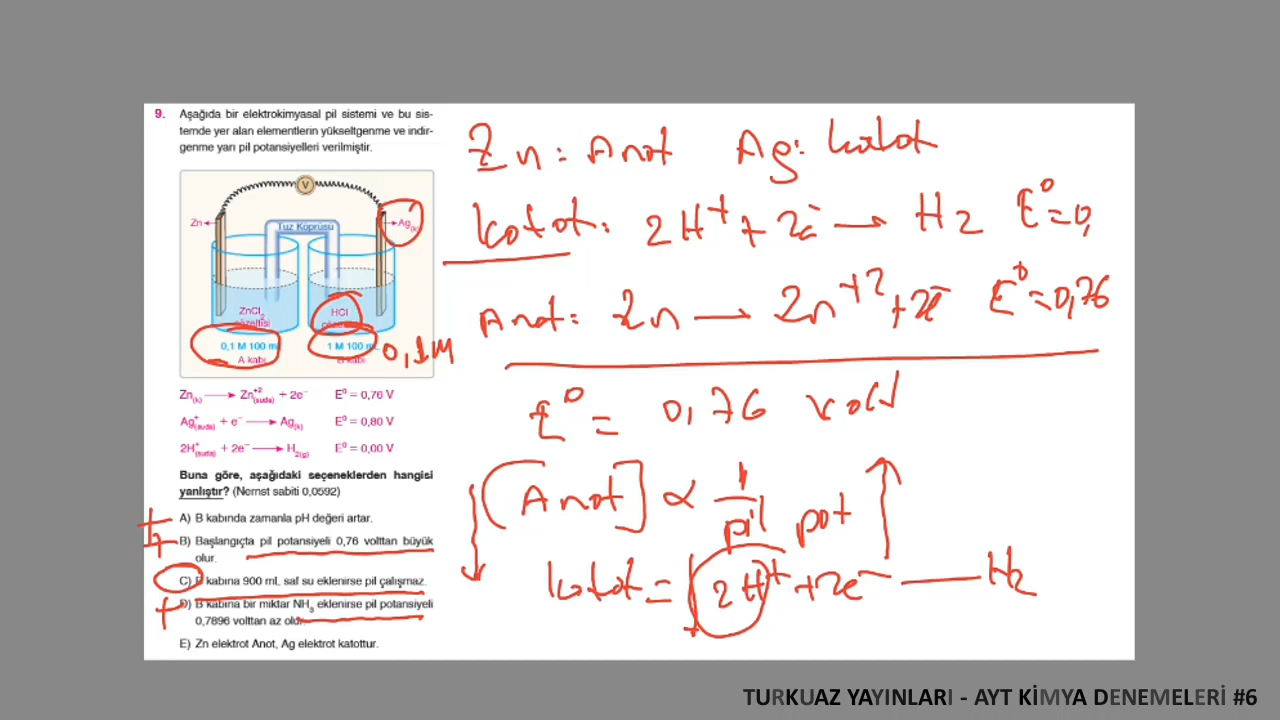 9. Aşağıda bir elektrokimyasal pil sistemi ve bu sis-
temde yer alan elementlerin yükseltgenme ve indir-
genme yarı pil potansiyelleri verilmiştir.
V
Zn
Ag(k)
Tuz Köprüsü
ZnCl2
HCl
0,1 M 100 m
1 M 100 m
A kabı
0,1M
Zn(k) → Zn+2(suda) + 2e- E0 = 0,76 V
Ag+(suda) + e- → Ag(k) E0 = 0,80 V
2H+(suda) + 2e- → H2(g) E0 = 0,00 V
Buna göre, aşağıdaki seçeneklerden hangisi
yanlıştır? (Nernst sabiti 0,0592)
A) B kabında zamanla pH değeri artar.
B) Başlangıçta pil potansiyeli 0,76 volttan büyük
olur.
C) kabına 900 mL saf su eklenirse pil çalışmaz.
D) B kabına bir miktar NH3 eklenirse pil potansiyeli
0,7896 volttan az olur.
E) Zn elektrot Anot, Ag elektrot katottur.
Zn: Anot Ag: katot
katot: 2H+ + 2e- → H2 E0=0,
Anot: Zn → Zn+2 + 2e- E0=0,76
E0 = 0,76 volt
[Anot] ∝ 1/pil pot
katot = 2H+ + 2e- — H2
TURKUAZ YAYINLARI - AYT KİMYA DENEMELERİ #6